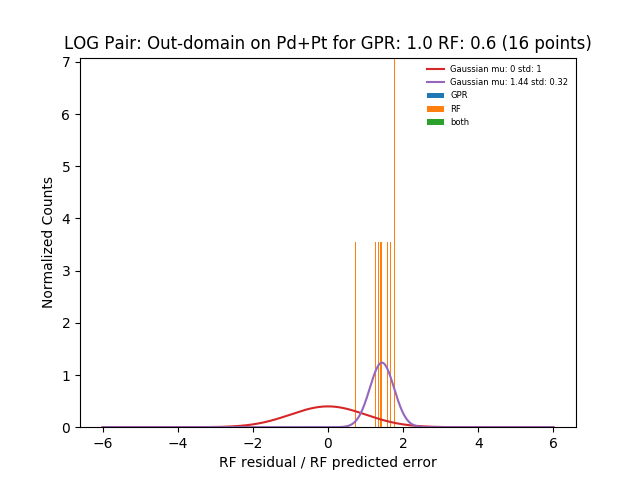 LOG Pair: Out-domain on Pd+Pt for GPR: 1.0 RF: 0.6 (16 points)
Gaussian mu: 0 std: 1
Gaussian mu: 1.44 std: 0.32
GPR
RF
both
Normalized Counts
7
6
5
4
3
2
1
0
−6
−4
−2
0
2
4
6
RF residual / RF predicted error